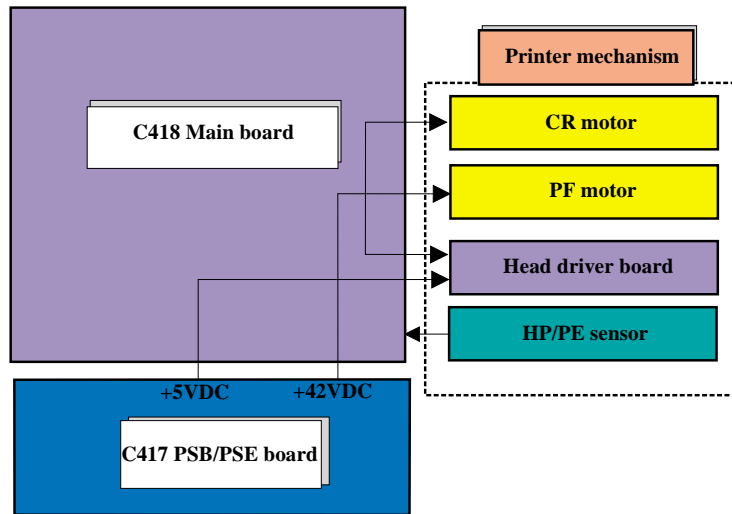 Printer mechanism
C418 Main board
CR motor
PF motor
Head driver board
HP/PE sensor
+5VDC
+42VDC
C417 PSB/PSE board